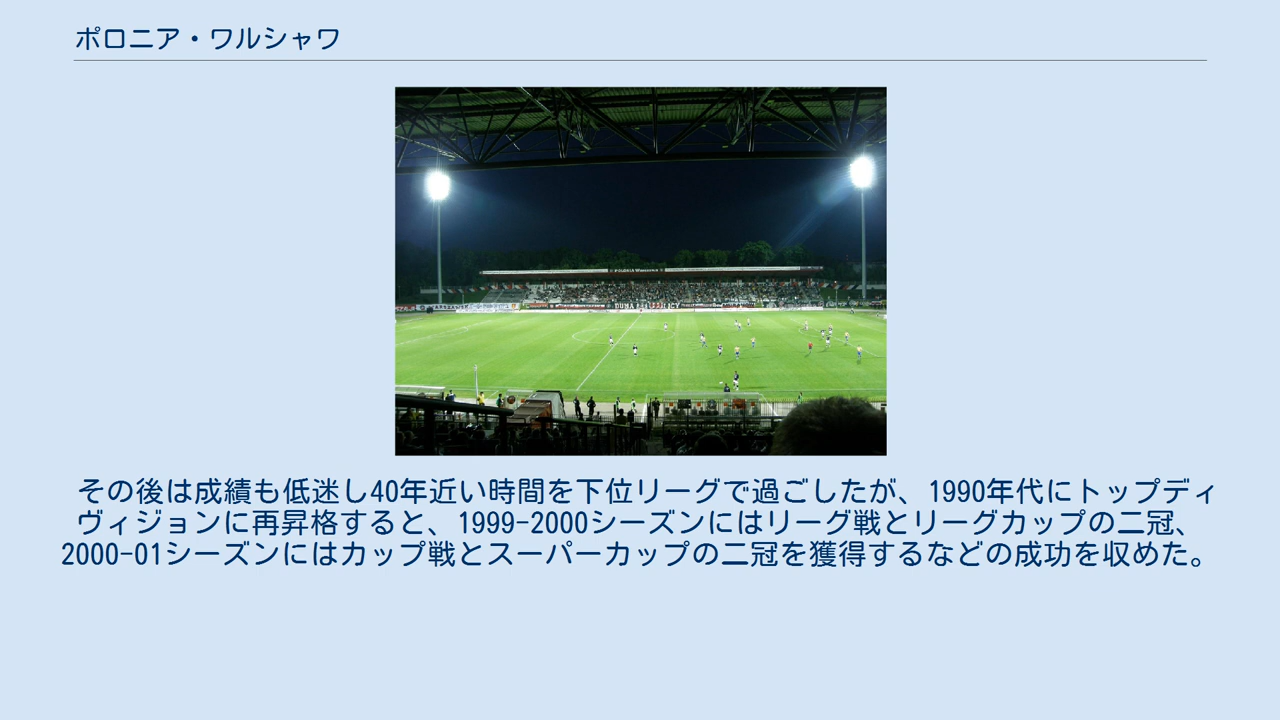 ポロニア・ワルシャワ
その後は成績も低迷し40年近い時間を下位リーグで過ごしたが、1990年代にトップディ
ヴィジョンに再昇格すると、1999-2000シーズンにはリーグ戦とリーグカップの二冠、
2000-01シーズンにはカップ戦とスーパーカップの二冠を獲得するなどの成功を収めた。